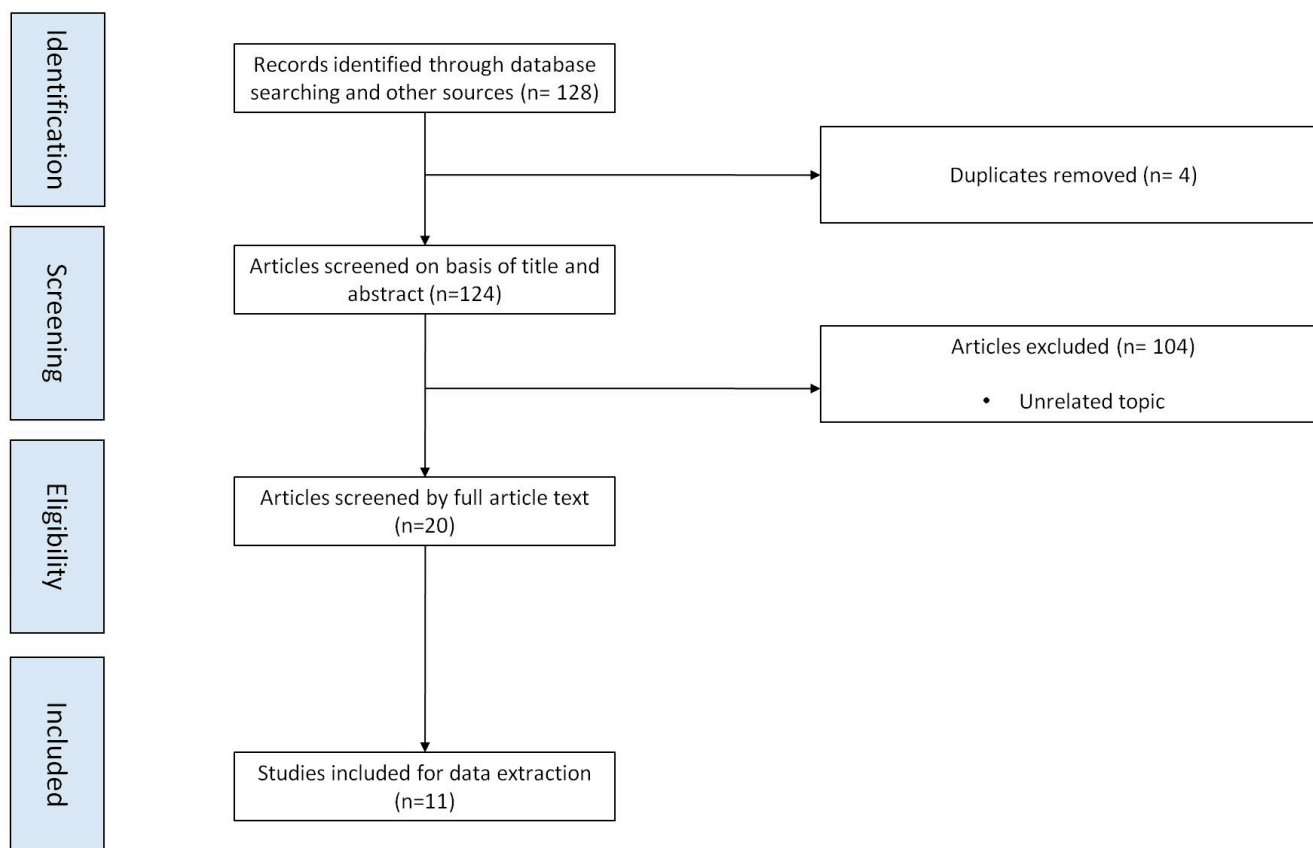 Identification
Records identified through database
searching and other sources (n= 128)
Duplicates removed (n= 4)
Screening
Articles screened on basis of title and
abstract (n=124)
Articles excluded (n= 104)
• Unrelated topic
Eligibility
Articles screened by full article text
(n=20)
Included
Studies included for data extraction
(n=11)